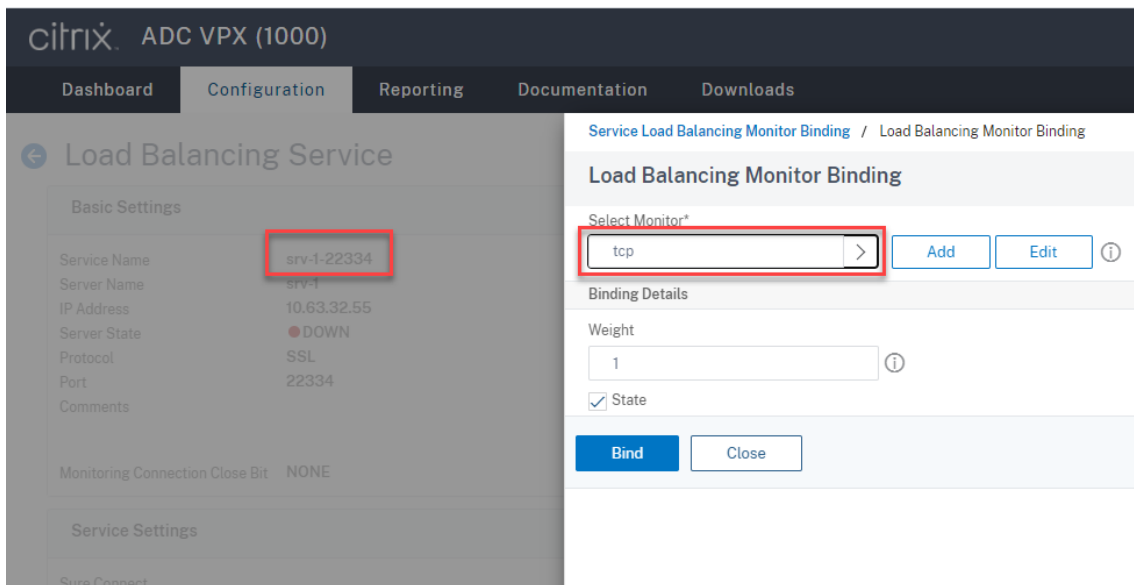 citrix. ADC VPX (1000)
Dashboard Configuration Reporting Documentation Downloads
Load Balancing Service
Basic Settings
Service Name srv-1-22334
Server Name srv-1
IP Address 10.63.32.55
Server State DOWN
Protocol SSL
Port 22334
Comments
Monitoring Connection Close Bit NONE
Service Settings
Sure Connect
Service Load Balancing Monitor Binding / Load Balancing Monitor Binding
Load Balancing Monitor Binding
Select Monitor*
tcp > Add Edit
Binding Details
Weight
1
State
Bind Close